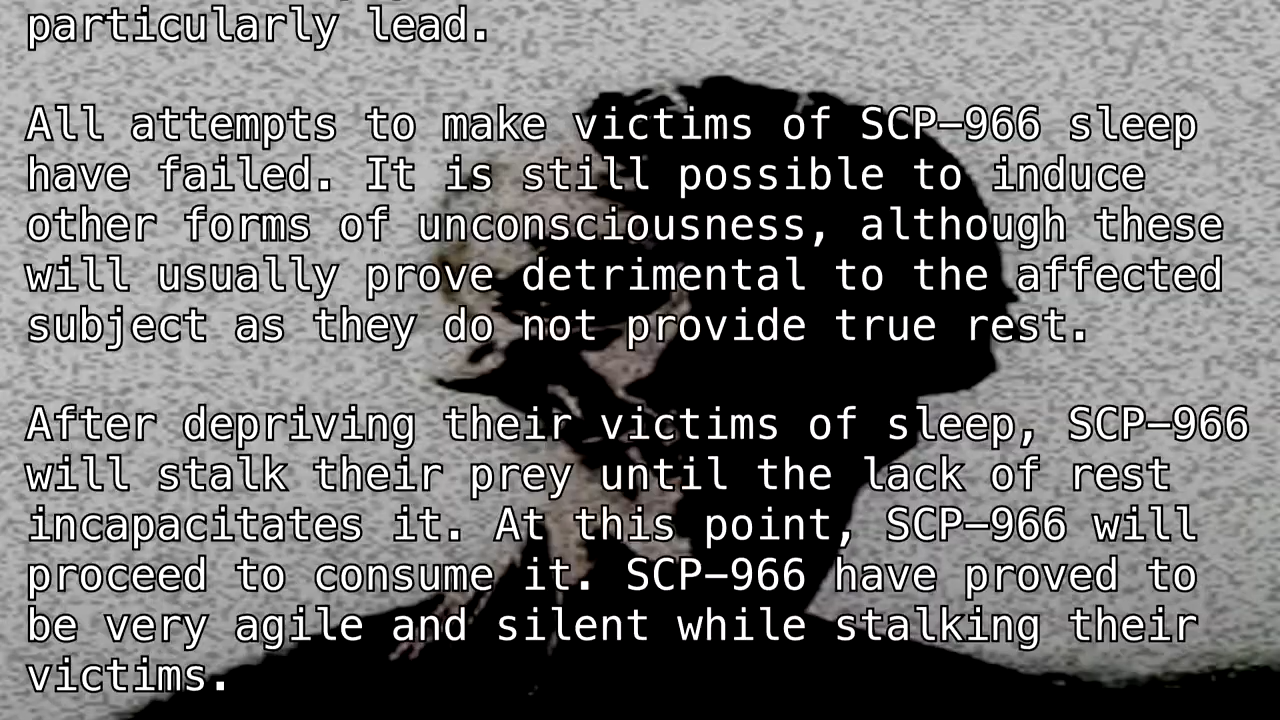 particularly lead.
All attempts to make victims of SCP–966 sleep
have failed. It is still possible to induce
other forms of unconsciousness, although these
will usually prove detrimental to the affected
subject as they do not provide true rest.
After depriving their victims of sleep, SCP–966
will stalk their prey until the lack of rest
incapacitates it. At this point, SCP–966 will
proceed to consume it. SCP–966 have proved to
be very agile and silent while stalking their
victims.